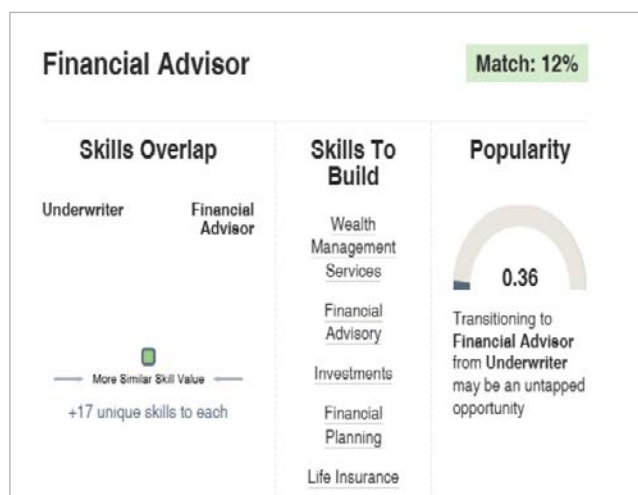 Financial Advisor
Match: 12%
Skills Overlap
Underwriter
Financial
Advisor
More Similar Skill Value
+17 unique skills to each
Skills To
Build
Wealth
Management
Services
Financial
Advisory
Investments
Financial
Planning
Life Insurance
Popularity
0.36
Transitioning to
Financial Advisor
from Underwriter
may be an untapped
opportunity